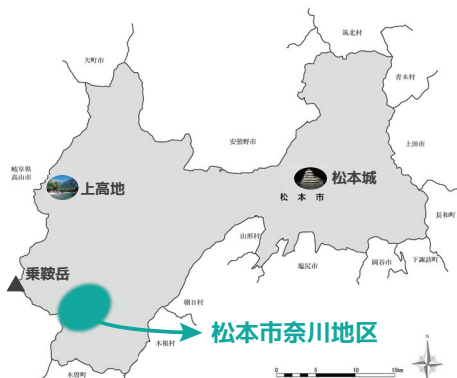 筑北村
大町市
青木村
安曇野市
上田市
岐阜県
高山市
上高地
松本城
松本市
長和町
山形村
乗鞍岳
塩尻市
岡谷市
下諏訪町
朝日村
松本市奈川地区
木祖村
木曽町
N
0 5 10 15km